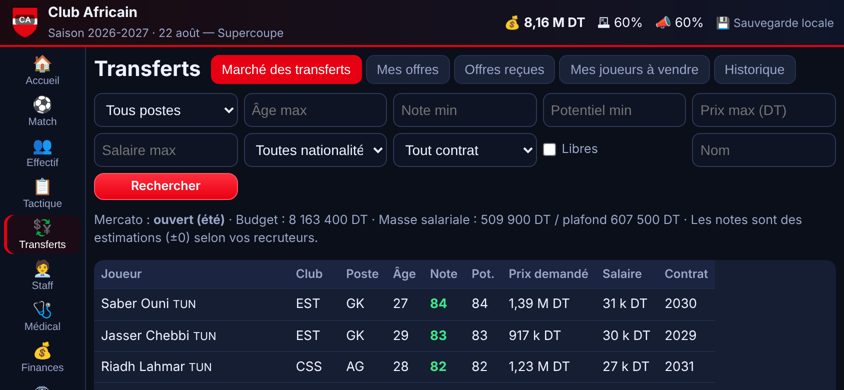 CA
Club Africain
Saison 2026-2027 · 22 août — Supercoupe
8,16 M DT
60%
60%
Sauvegarde locale
Accueil
Match
Effectif
Tactique
Transferts
Staff
Médical
Finances
Transferts
Marché des transferts
Mes offres
Offres reçues
Mes joueurs à vendre
Historique
Tous postes
Âge max
Note min
Potentiel min
Prix max (DT)
Salaire max
Toutes nationalité
Tout contrat
Libres
Nom
Rechercher
Mercato : ouvert (été) · Budget : 8 163 400 DT · Masse salariale : 509 900 DT / plafond 607 500 DT · Les notes sont des
estimations (±0) selon vos recruteurs.
Joueur Club Poste Âge Note Pot. Prix demandé Salaire Contrat
Saber Ouni TUN EST GK 27 84 84 1,39 M DT 31 k DT 2030
Jasser Chebbi TUN EST GK 29 83 83 917 k DT 30 k DT 2029
Riadh Lahmar TUN CSS AG 28 82 82 1,23 M DT 27 k DT 2031